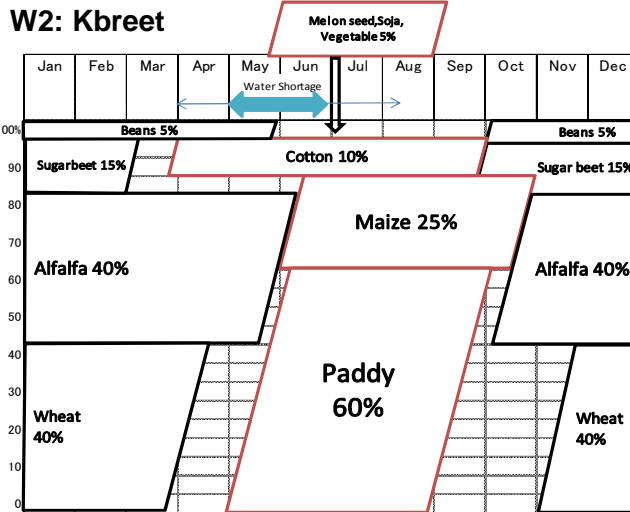 W2: Kbreet
Melon seed,Soja,
Vegetable 5%
Jan Feb Mar Apr May Jun Jul Aug Sep Oct Nov Dec
Water Shortage
00%
Beans 5%
Beans 5%
Cotton 10%
Sugarbeet 15%
Sugar beet 15%
90
80
Maize 25%
70
Alfalfa 40%
Alfalfa 40%
60
50
40
Paddy
60%
30
Wheat
40%
Wheat
40%
20
10
0